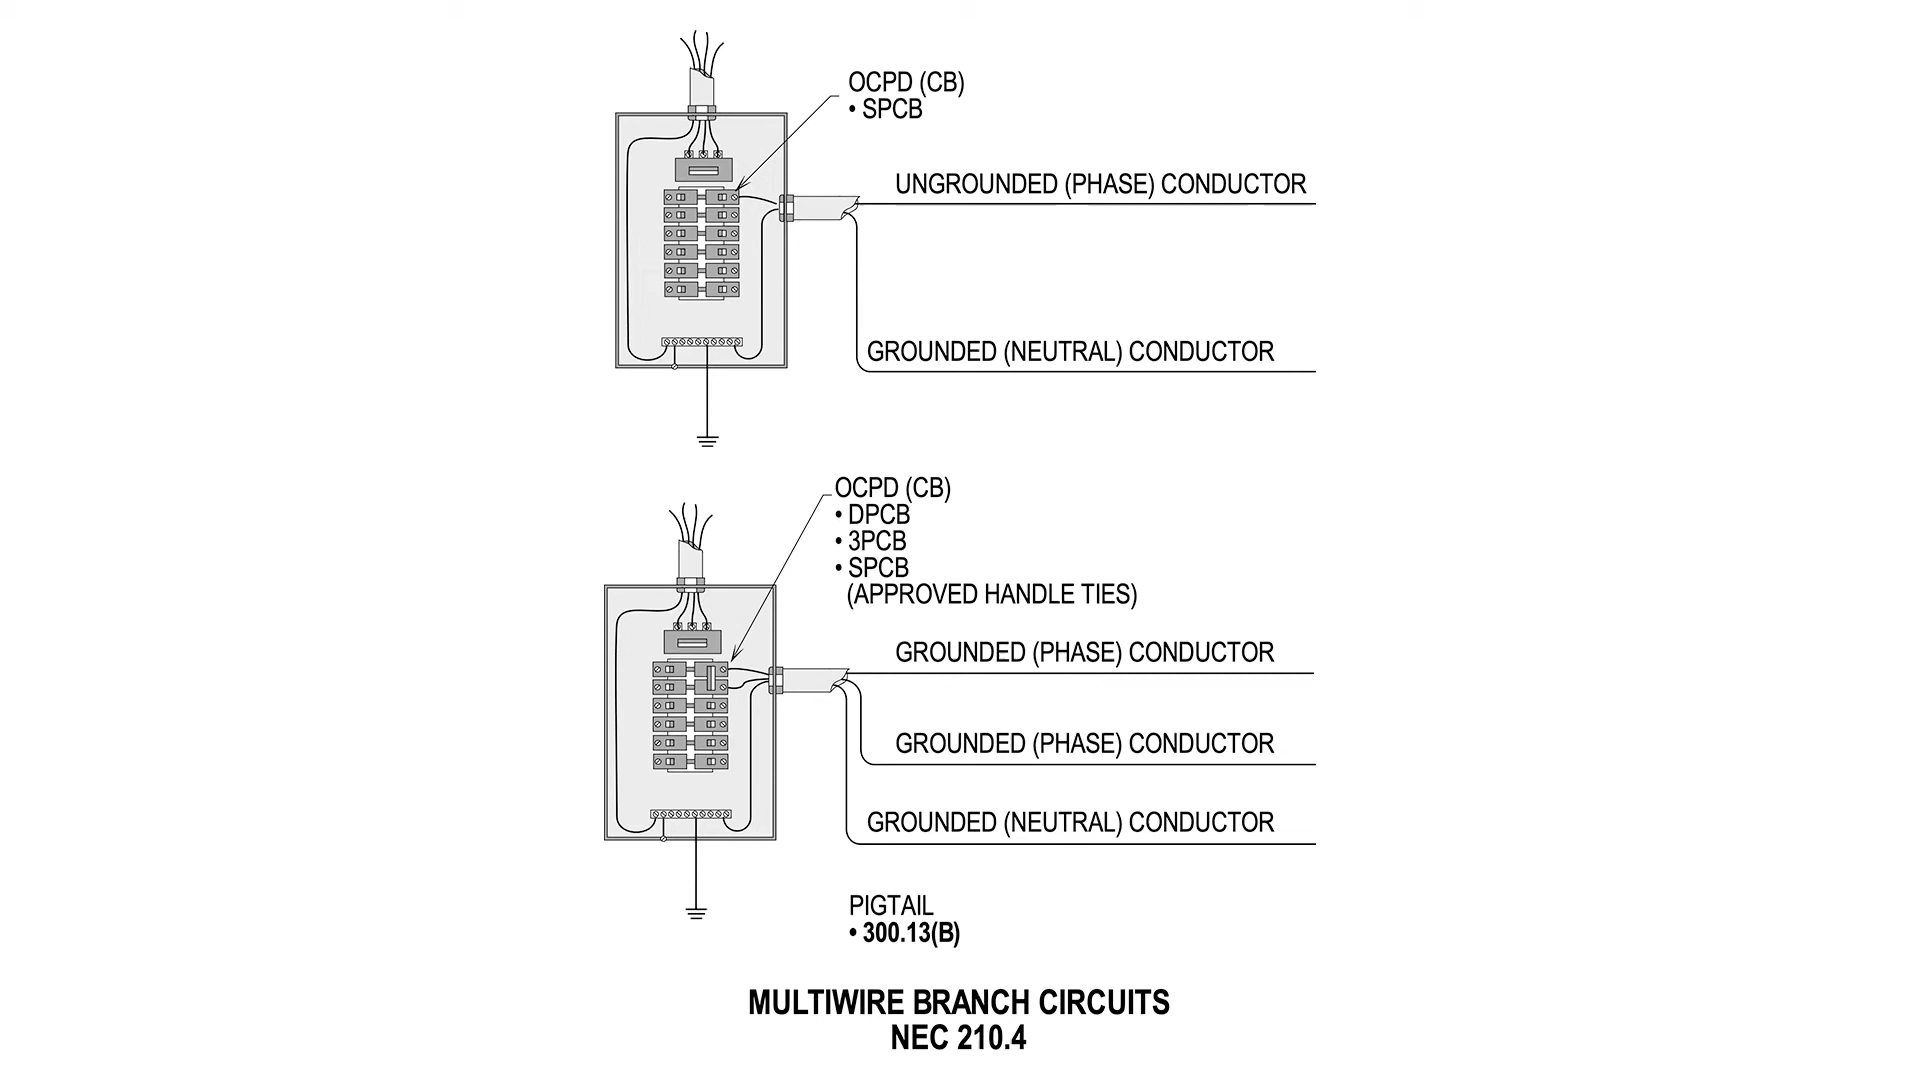 OCPD (CB)
• SPCB
UNGROUNDED (PHASE) CONDUCTOR
GROUNDED (NEUTRAL) CONDUCTOR
OCPD (CB)
• DPCB
• 3PCB
• SPCB
(APPROVED HANDLE TIES)
GROUNDED (PHASE) CONDUCTOR
GROUNDED (PHASE) CONDUCTOR
GROUNDED (NEUTRAL) CONDUCTOR
PIGTAIL
• 300.13(B)
MULTIWIRE BRANCH CIRCUITS
NEC 210.4